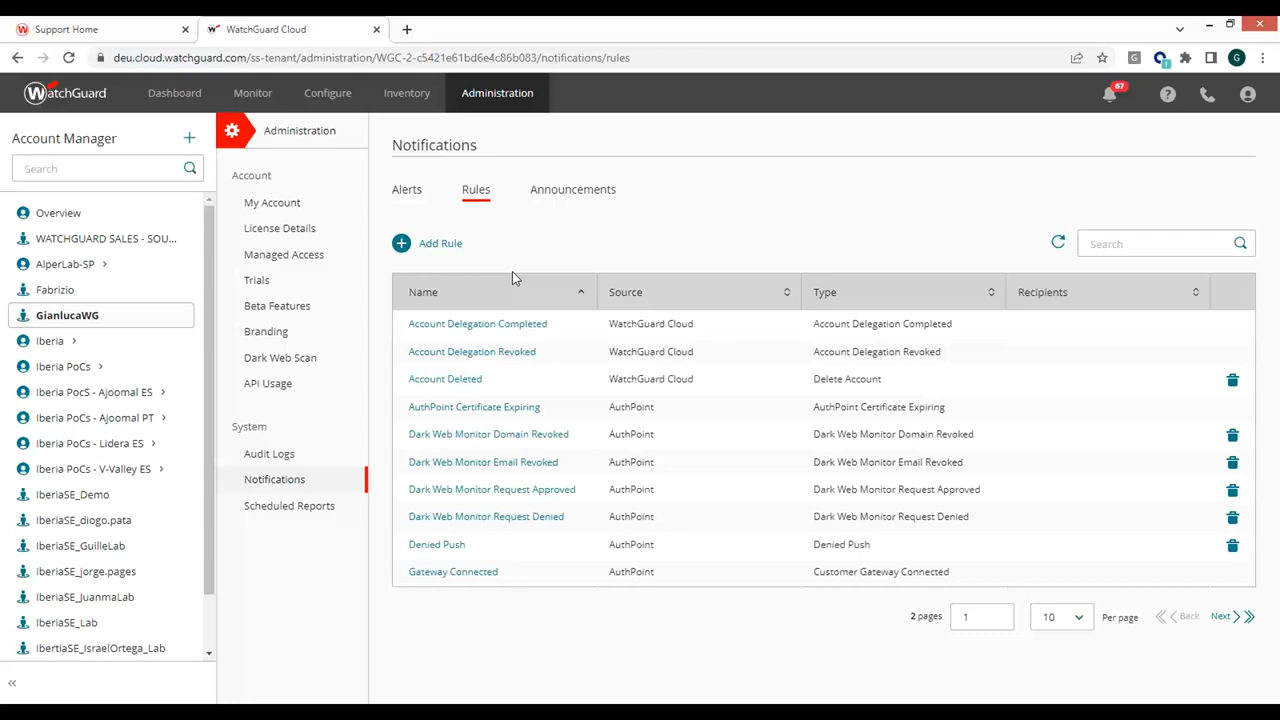 Support Home
WatchGuard Cloud
deu.cloud.watchguard.com/ss-tenant/administration/WGC-2-c5421e61bd6e4c86b083/notifications/rules
G
1
G
WatchGuard
Dashboard
Monitor
Configure
Inventory
Administration
67
Account Manager
Search
Overview
WATCHGUARD SALES - SOU...
AlperLab-SP
Fabrizio
GianlucaWG
Iberia
Iberia PoCs
Iberia PocS - Ajoomal ES
Iberia PoCs - Ajoomal PT
Iberia PoCs - Lidera ES
Iberia PoCs - V-Valley ES
IberiaSE_Demo
IberiaSE_diogo.pata
IberiaSE_GuilleLab
IberiaSE_jorge.pages
IberiaSE_JuanmaLab
IberiaSE_Lab
IbertiaSE_IsraelOrtega_Lab
Administration
Account
My Account
License Details
Managed Access
Trials
Beta Features
Branding
Dark Web Scan
API Usage
System
Audit Logs
Notifications
Scheduled Reports
Notifications
Alerts
Rules
Announcements
Add Rule
Search
Name Source Type Recipients
Account Delegation Completed WatchGuard Cloud Account Delegation Completed
Account Delegation Revoked WatchGuard Cloud Account Delegation Revoked
Account Deleted WatchGuard Cloud Delete Account
AuthPoint Certificate Expiring AuthPoint AuthPoint Certificate Expiring
Dark Web Monitor Domain Revoked AuthPoint Dark Web Monitor Domain Revoked
Dark Web Monitor Email Revoked AuthPoint Dark Web Monitor Email Revoked
Dark Web Monitor Request Approved AuthPoint Dark Web Monitor Request Approved
Dark Web Monitor Request Denied AuthPoint Dark Web Monitor Request Denied
Denied Push AuthPoint Denied Push
Gateway Connected AuthPoint Customer Gateway Connected
2 pages 1 10 Per page Back Next